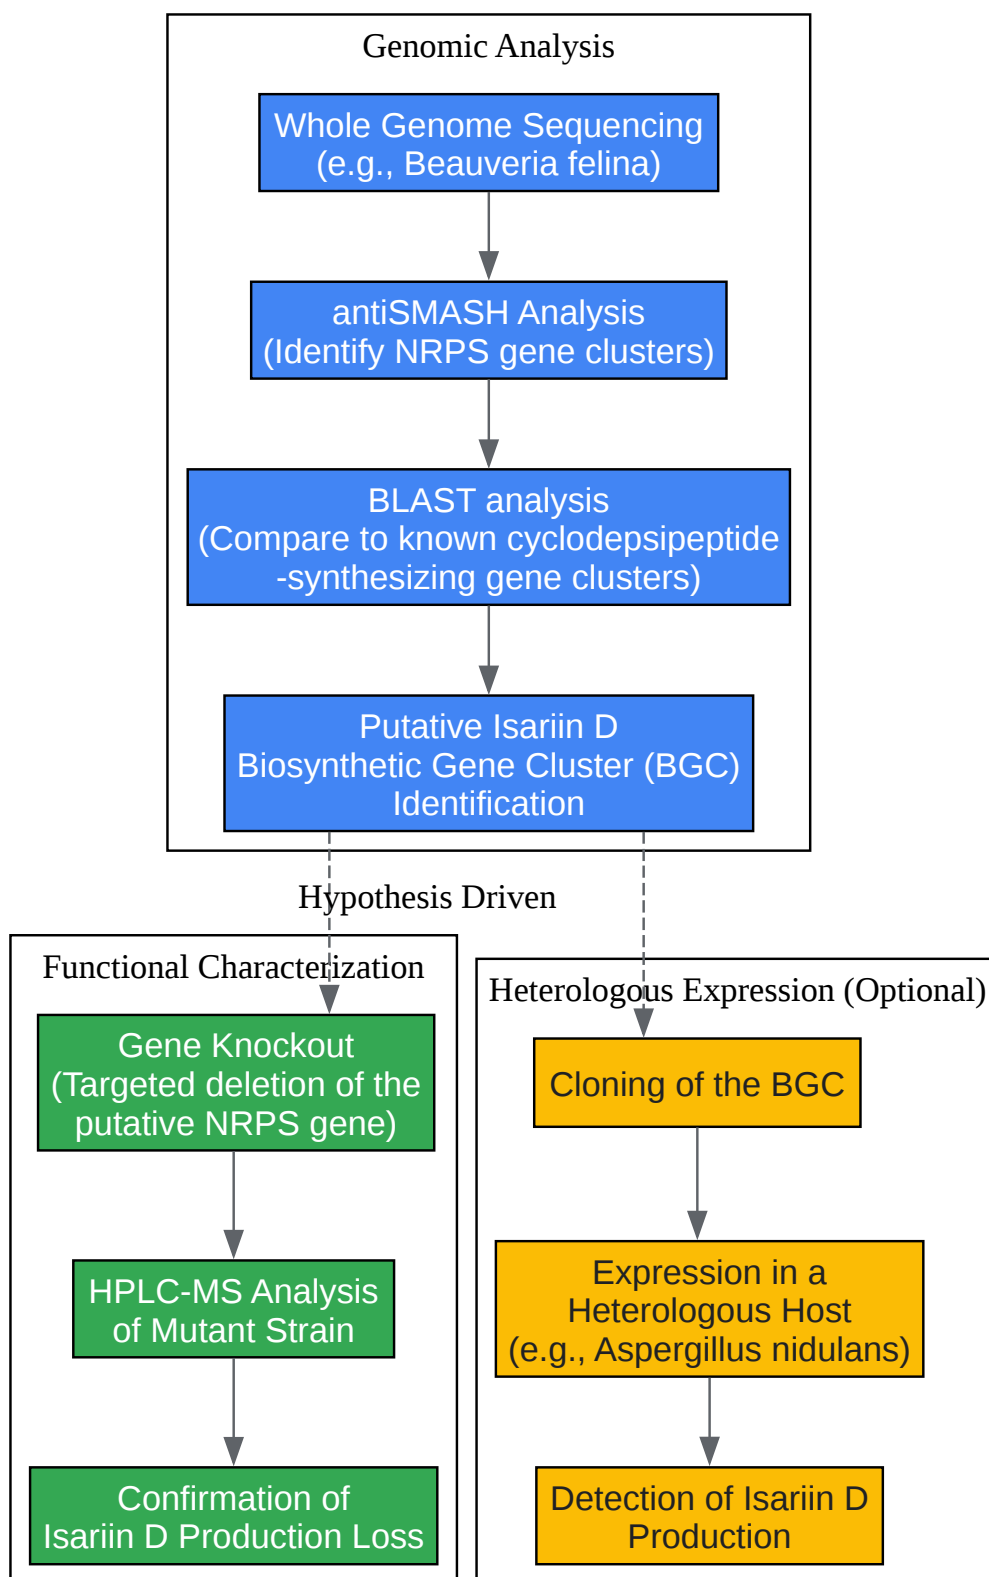 Genomic Analysis
Whole Genome Sequencing
(e.g., Beauveria felina)
antiSMASH Analysis
(Identify NRPS gene clusters)
BLAST analysis
(Compare to known cyclodepsipeptide
-synthesizing gene clusters)
Putative Isariin D
Biosynthetic Gene Cluster (BGC)
Identification
Hypothesis Driven
Functional Characterization
Gene Knockout
(Targeted deletion of the
putative NRPS gene)
HPLC-MS Analysis
of Mutant Strain
Confirmation of
Isariin D Production Loss
Heterologous Expression (Optional)
Cloning of the BGC
Expression in a
Heterologous Host
(e.g., Aspergillus nidulans)
Detection of Isariin D
Production